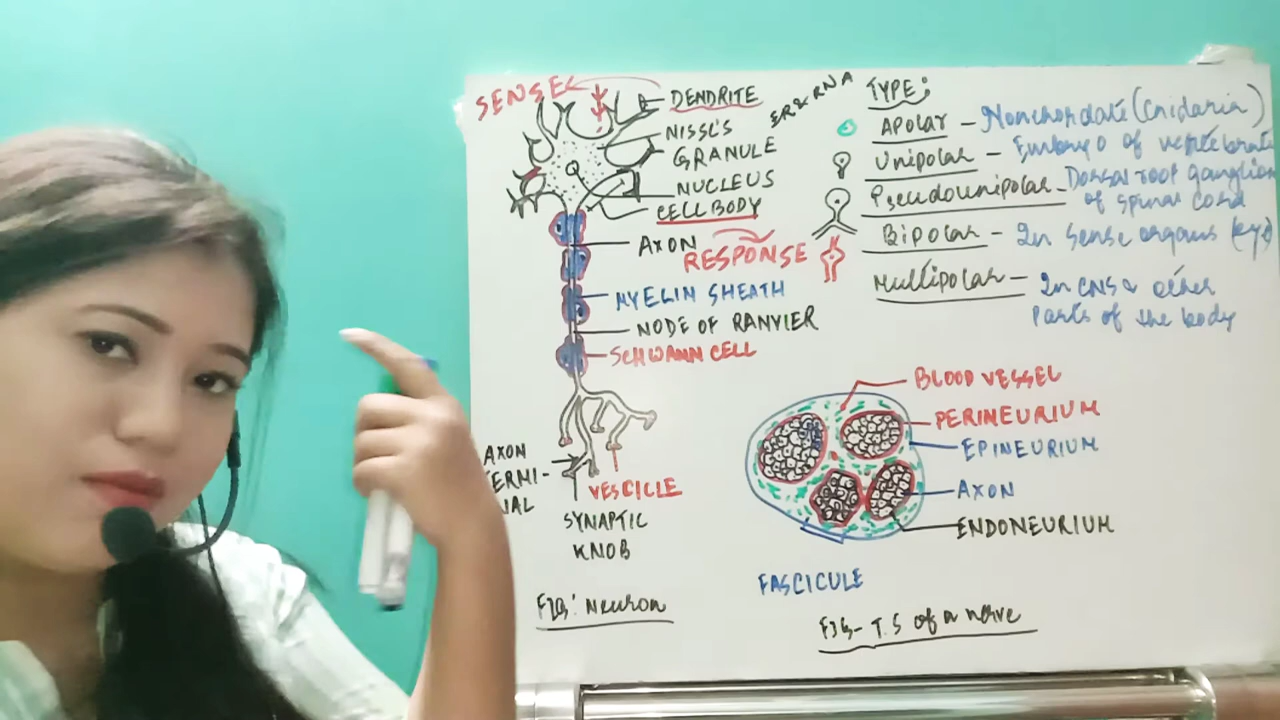 SENSE
DENDRITE
NISSL'S
GRANULE
ER & RNA
NUCLEUS
CELL BODY
AXON
RESPONSE
MYELIN SHEATH
NODE OF RANVIER
SCHWANN CELL
AXON
TERMI-
NAL
VESCICLE
SYNAPTIC
KNOB
FIG: Neuron
TYPE:
APOLAR - Nonchordate (Cnidaria)
Unipolar - Embryo of vertebrate
Pseudounipolar - Dorsal root ganglion
of spinal cord
Bipolar - In sense organs (eye)
Multipolar - In CNS & other
parts of the body
BLOOD VESSEL
PERINEURIUM
EPINEURIUM
AXON
ENDONEURIUM
FASCICULE
FIG- T.S of a nerve